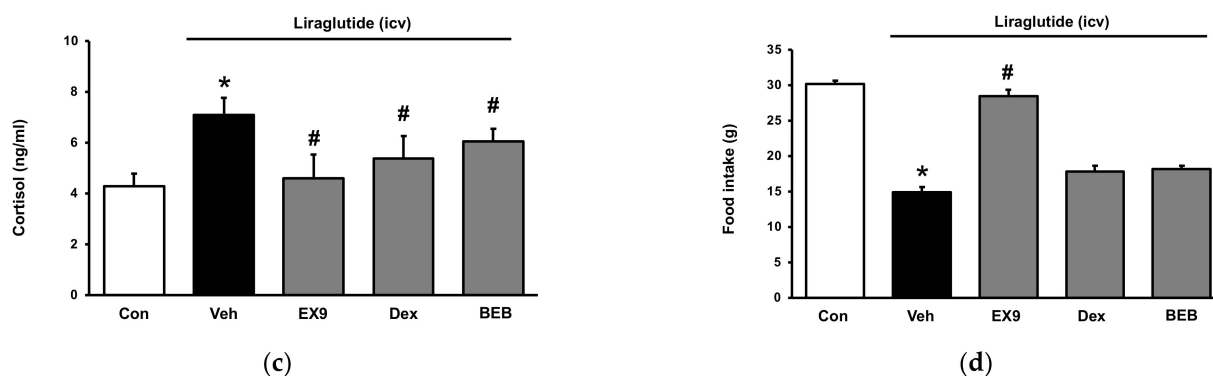 Liraglutide (icv)
Cortisol (ng/ml)
10
8
6
4
2
0
*
#
#
#
Con Veh EX9 Dex BEB
(c)
Liraglutide (icv)
Food intake (g)
35
30
25
20
15
10
5
0
*
#
Con Veh EX9 Dex BEB
(d)